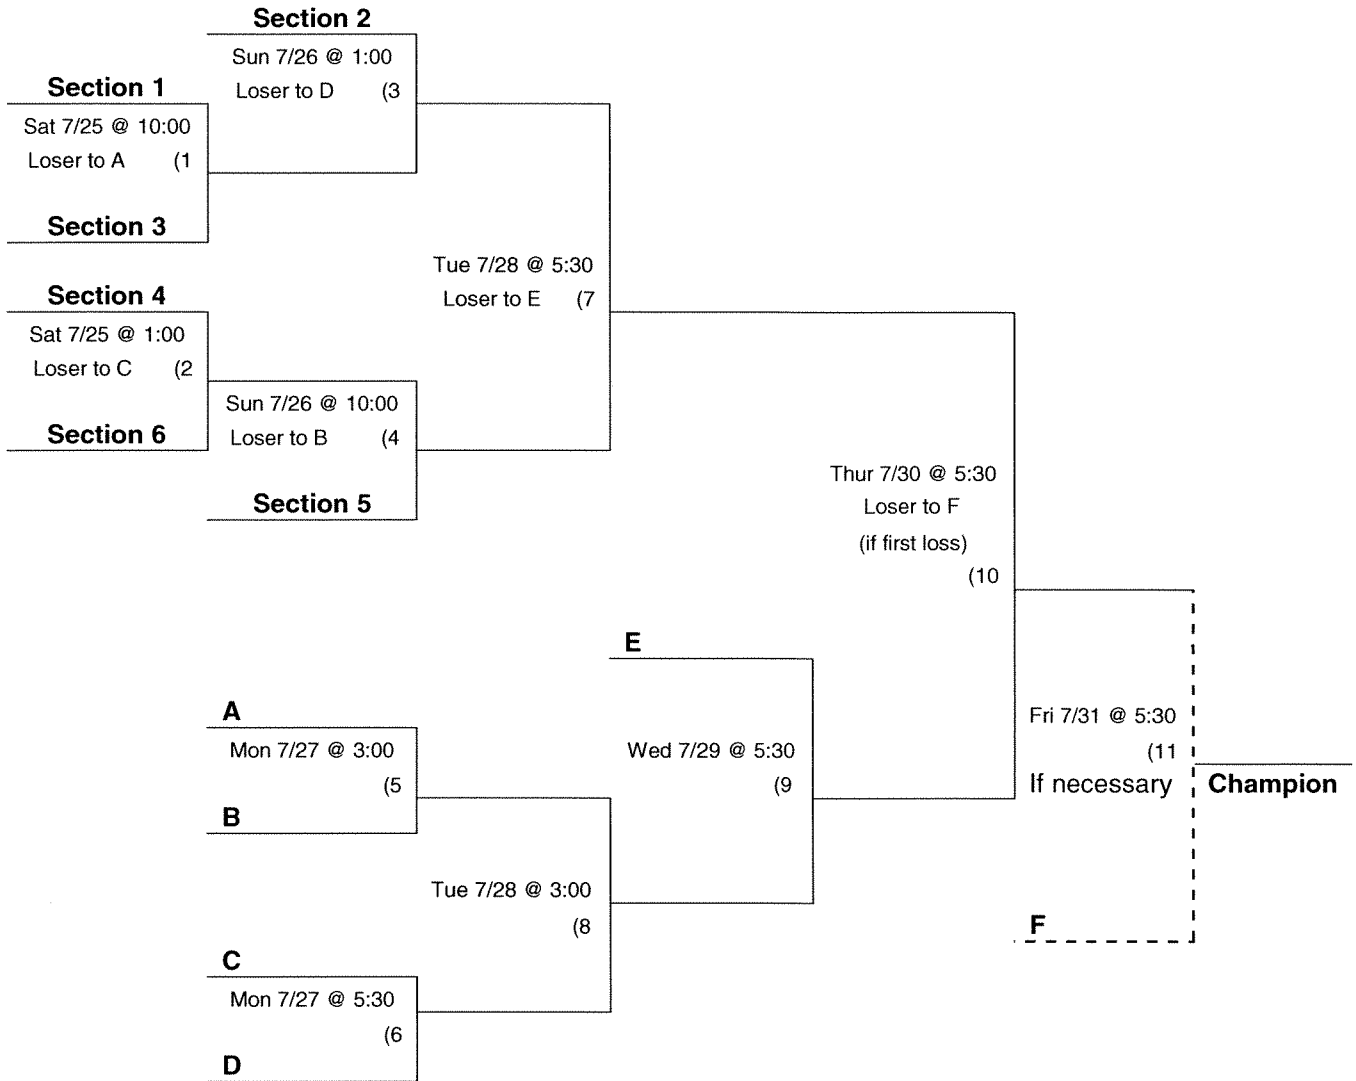 Section 2
Sun 7/26 @ 1:00
Loser to D (3
Section 1
Sat 7/25 @ 10:00
Loser to A (1
Section 3
Tue 7/28 @ 5:30
Loser to E (7
Section 4
Sat 7/25 @ 1:00
Loser to C (2
Section 6
Sun 7/26 @ 10:00
Loser to B (4
Section 5
Thur 7/30 @ 5:30
Loser to F
(if first loss)
(10
E
A
Mon 7/27 @ 3:00
(5
B
Wed 7/29 @ 5:30
(9
Fri 7/31 @ 5:30
(11
If necessary
Champion
Tue 7/28 @ 3:00
(8
F
C
Mon 7/27 @ 5:30
(6
D